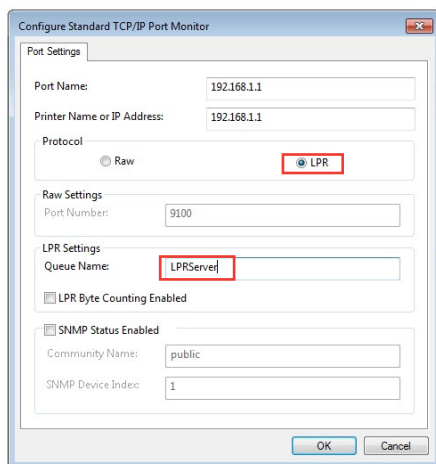 Configure Standard TCP/IP Port Monitor
Port Settings
Port Name: 192.168.1.1
Printer Name or IP Address: 192.168.1.1
Protocol
Raw LPR
Raw Settings
Port Number: 9100
LPR Settings
Queue Name: LPRServer
LPR Byte Counting Enabled
SNMP Status Enabled
Community Name: public
SNMP Device Index: 1
OK Cancel